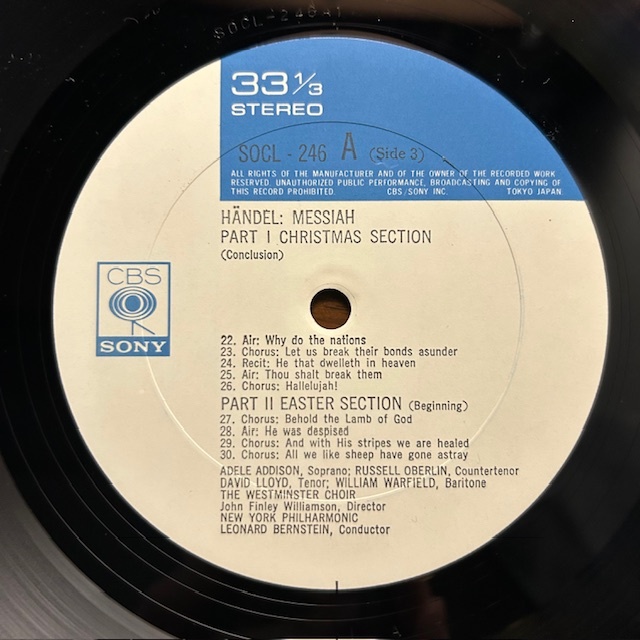 SOCL-246A1
33 1/3
STEREO
SOCL - 246 A (Side 3)
ALL RIGHTS OF THE MANUFACTURER AND OF THE OWNER OF THE RECORDED WORK
RESERVED. UNAUTHORIZED PUBLIC PERFORMANCE, BROADCASTING AND COPYING OF
THIS RECORD PROHIBITED. CBS/SONY INC. TOKYO JAPAN
HÄNDEL: MESSIAH
PART I CHRISTMAS SECTION
(Conclusion)
CBS
SONY
22. Air: Why do the nations
23. Chorus: Let us break their bonds asunder
24. Recit: He that dwelleth in heaven
25. Air: Thou shalt break them
26. Chorus: Hallelujah!
PART II EASTER SECTION (Beginning)
27. Chorus: Behold the Lamb of God
28. Air: He was despised
29. Chorus: And with His stripes we are healed
30. Chorus: All we like sheep have gone astray
ADELE ADDISON, Soprano; RUSSELL OBERLIN, Countertenor
DAVID LLOYD, Tenor; WILLIAM WARFIELD, Baritone
THE WESTMINSTER CHOIR
John Finley Williamson, Director
NEW YORK PHILHARMONIC
LEONARD BERNSTEIN, Conductor